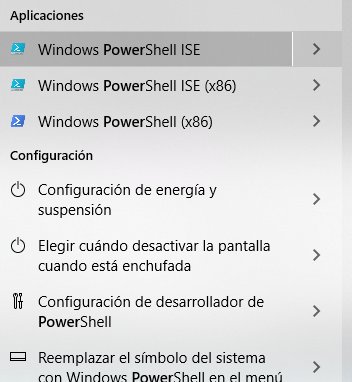 Aplicaciones
Windows PowerShell ISE
Windows PowerShell ISE (x86)
Windows PowerShell (x86)
Configuración
Configuración de energía y
suspensión
Elegir cuándo desactivar la pantalla
cuando está enchufada
Configuración de desarrollador de
PowerShell
Reemplazar el símbolo del sistema
con Windows PowerShell en el menú